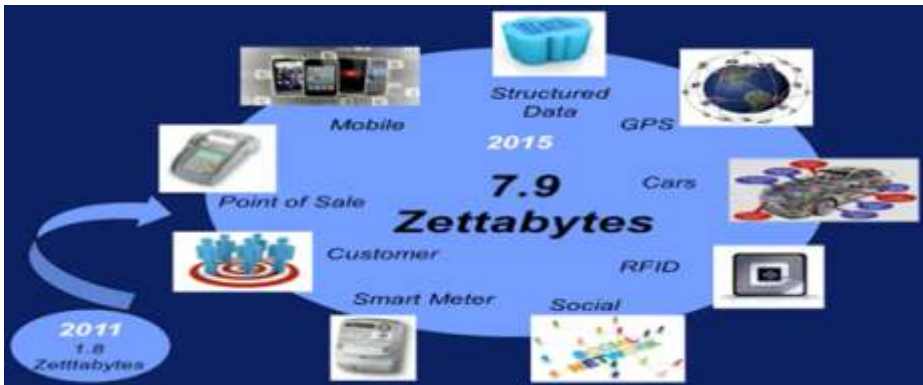 Structured
Data
Mobile
GPS
2015
7.9
Zettabytes
Cars
Point of Sale
Customer
RFID
Smart Meter
Social
2011
1.8
Zetttabytes